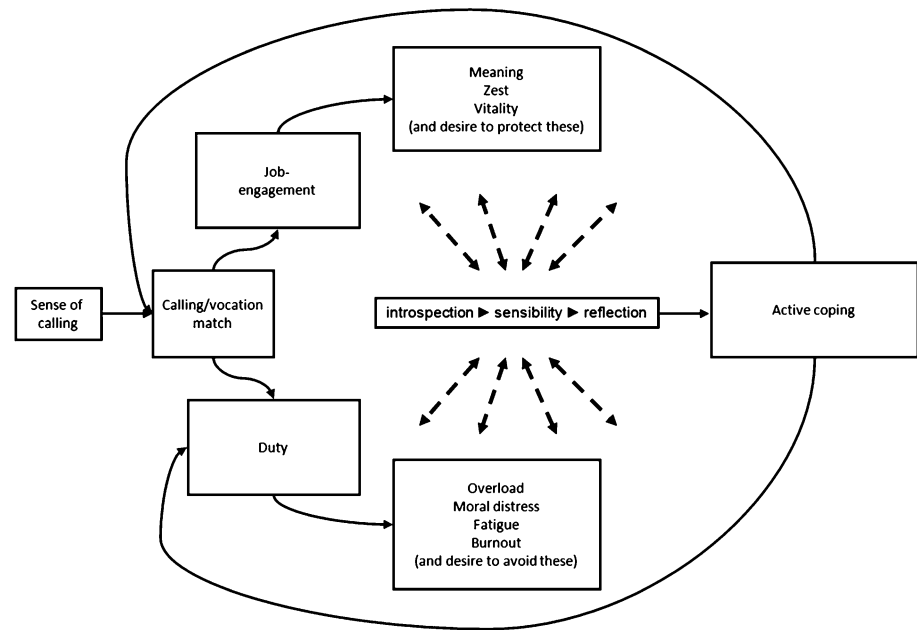 Meaning
Zest
Vitality
(and desire to protect these)
Job-
engagement
Sense of
calling
Calling/vocation
match
introspection ► sensibility ► reflection
Active coping
Duty
Overload
Moral distress
Fatigue
Burnout
(and desire to avoid these)